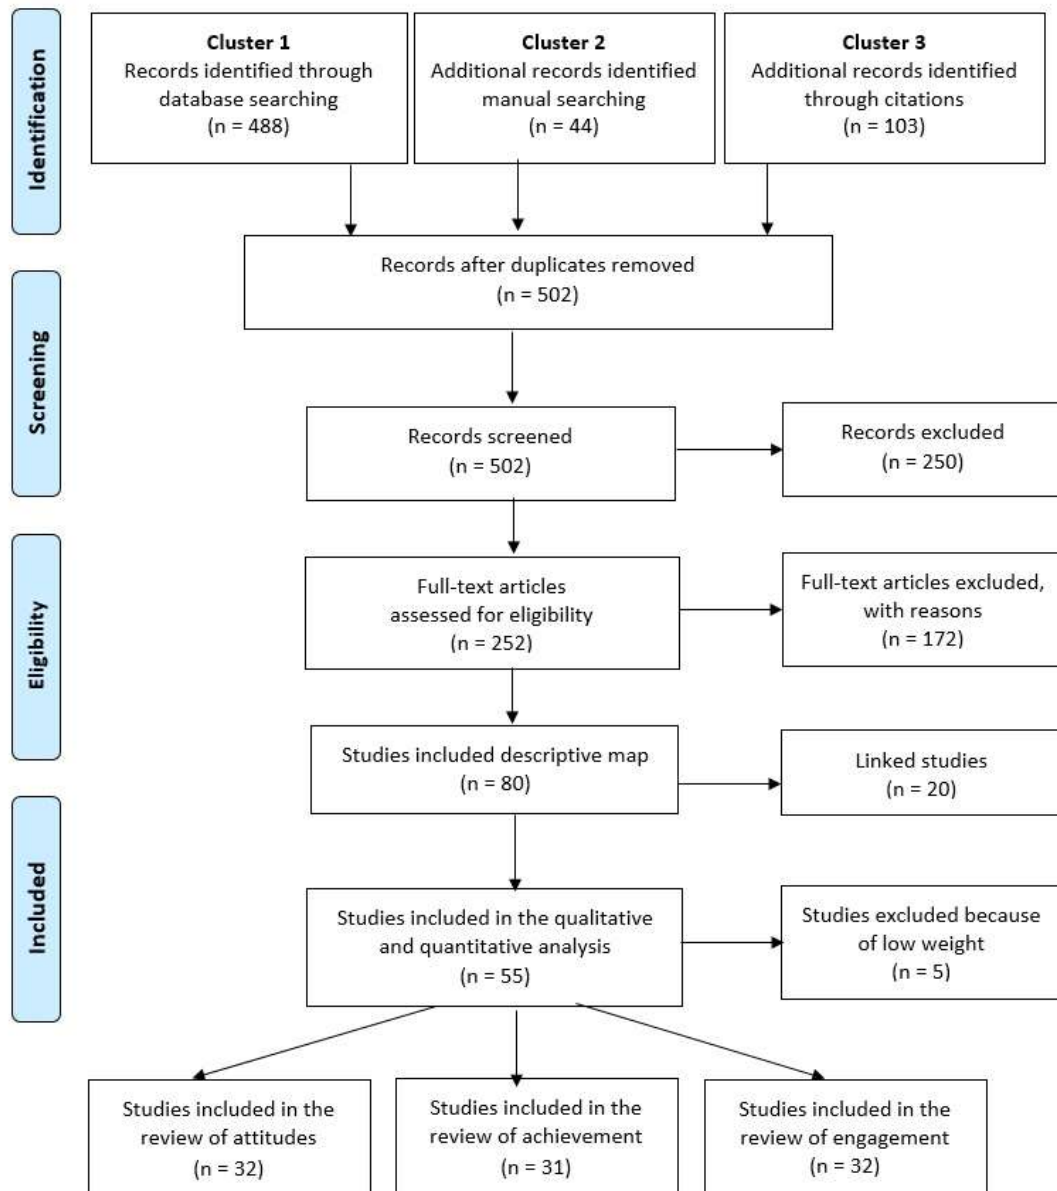 Identification
Cluster 1
Records identified through
database searching
(n = 488)
Cluster 2
Additional records identified
manual searching
(n = 44)
Cluster 3
Additional records identified
through citations
(n = 103)
Records after duplicates removed
(n = 502)
Screening
Records screened
(n = 502)
Records excluded
(n = 250)
Eligibility
Full-text articles
assessed for eligibility
(n = 252)
Full-text articles excluded,
with reasons
(n = 172)
Studies included descriptive map
(n = 80)
Linked studies
(n = 20)
Included
Studies included in the qualitative
and quantitative analysis
(n = 55)
Studies excluded because
of low weight
(n = 5)
Studies included in the
review of attitudes
(n = 32)
Studies included in the
review of achievement
(n = 31)
Studies included in the
review of engagement
(n = 32)